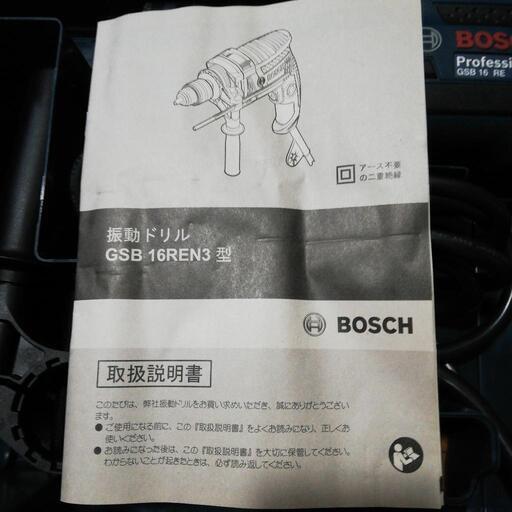 BOSCH
Professi
GSB 16 RE
アース不要
の二重絶縁
振動ドリル
GSB 16REN3 型
BOSCH
取扱説明書
このたびは、弊社振動ドリルをお買い求めいただき、誠にありがとうござい
ます。
● ご使用になる前に、この『取扱説明書』をよくお読みになり、正しくお
使いください。
● お読みになった後は、この『取扱説明書』を大切に保管してください。
わからないことが起きたときは、必ず読み返してください。